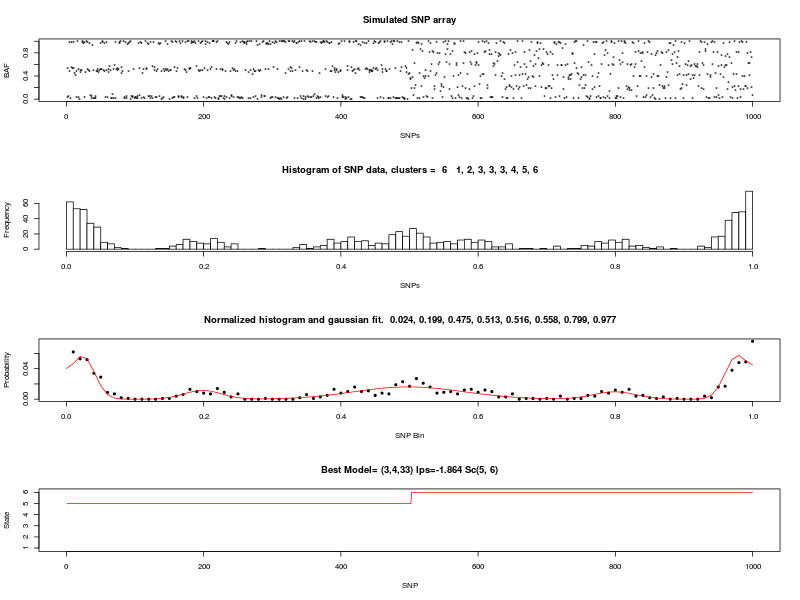 Simulated SNP array
BAF
0.0 0.4 0.8
0 200 400 600 800 1000
SNPs
Histogram of SNP data, clusters = 6 1, 2, 3, 3, 3, 4, 5, 6
Frequency
0 20 40 60
0.0 0.2 0.4 0.6 0.8 1.0
SNPs
Normalized histogram and gaussian fit. 0.024, 0.199, 0.475, 0.513, 0.516, 0.558, 0.799, 0.977
Probability
0.00 0.04
0.0 0.2 0.4 0.6 0.8 1.0
SNP Bin
Best Model= (3,4,33) lps=-1.864 Sc(5, 6)
State
1 2 3 4 5 6
0 200 400 600 800 1000
SNP